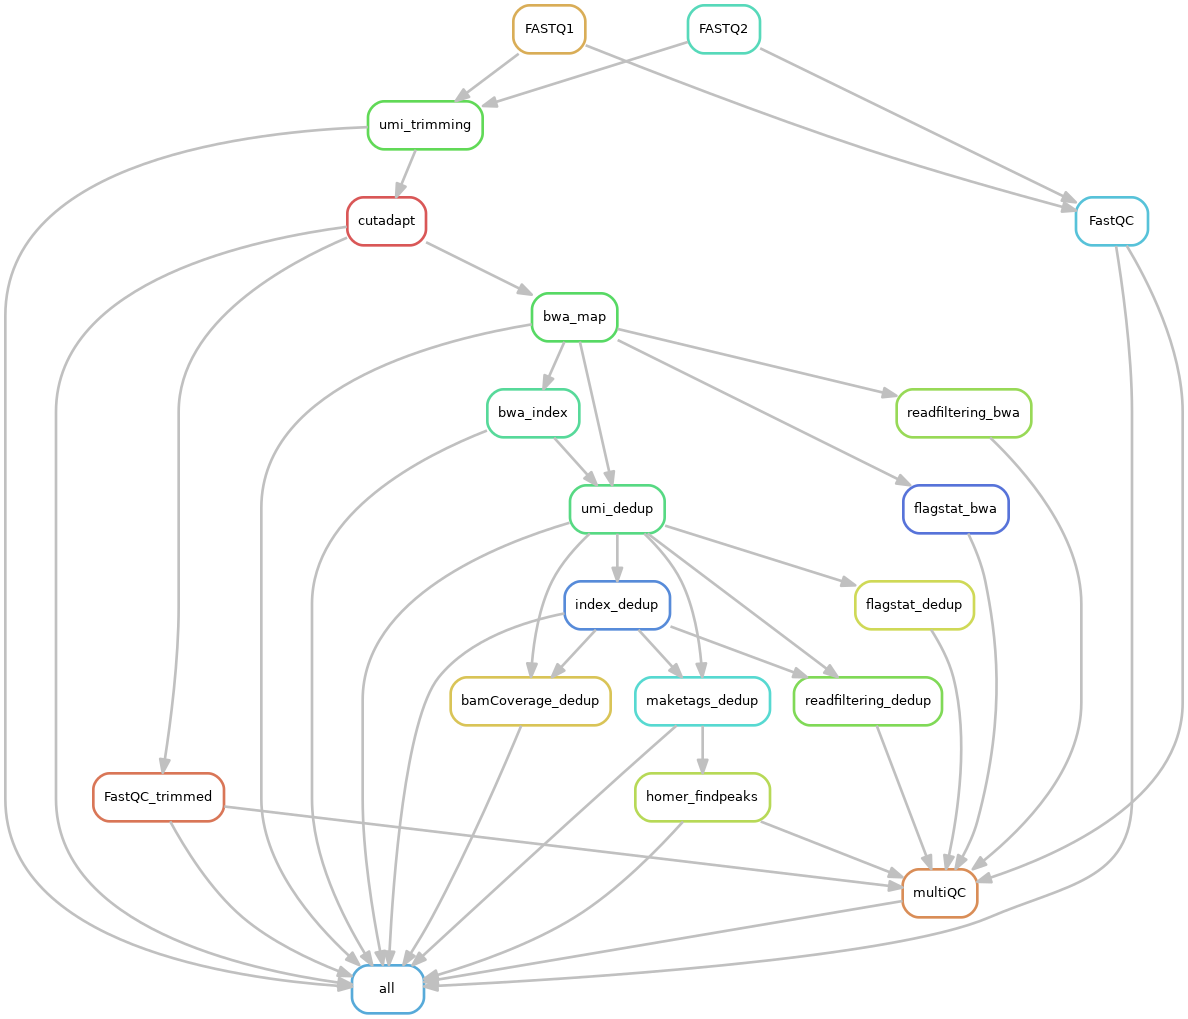 FASTQ1
FASTQ2
umi_trimming
cutadapt
FastQC
bwa_map
bwa_index
readfiltering_bwa
umi_dedup
flagstat_bwa
index_dedup
flagstat_dedup
bamCoverage_dedup
maketags_dedup
readfiltering_dedup
FastQC_trimmed
homer_findpeaks
multiQC
all